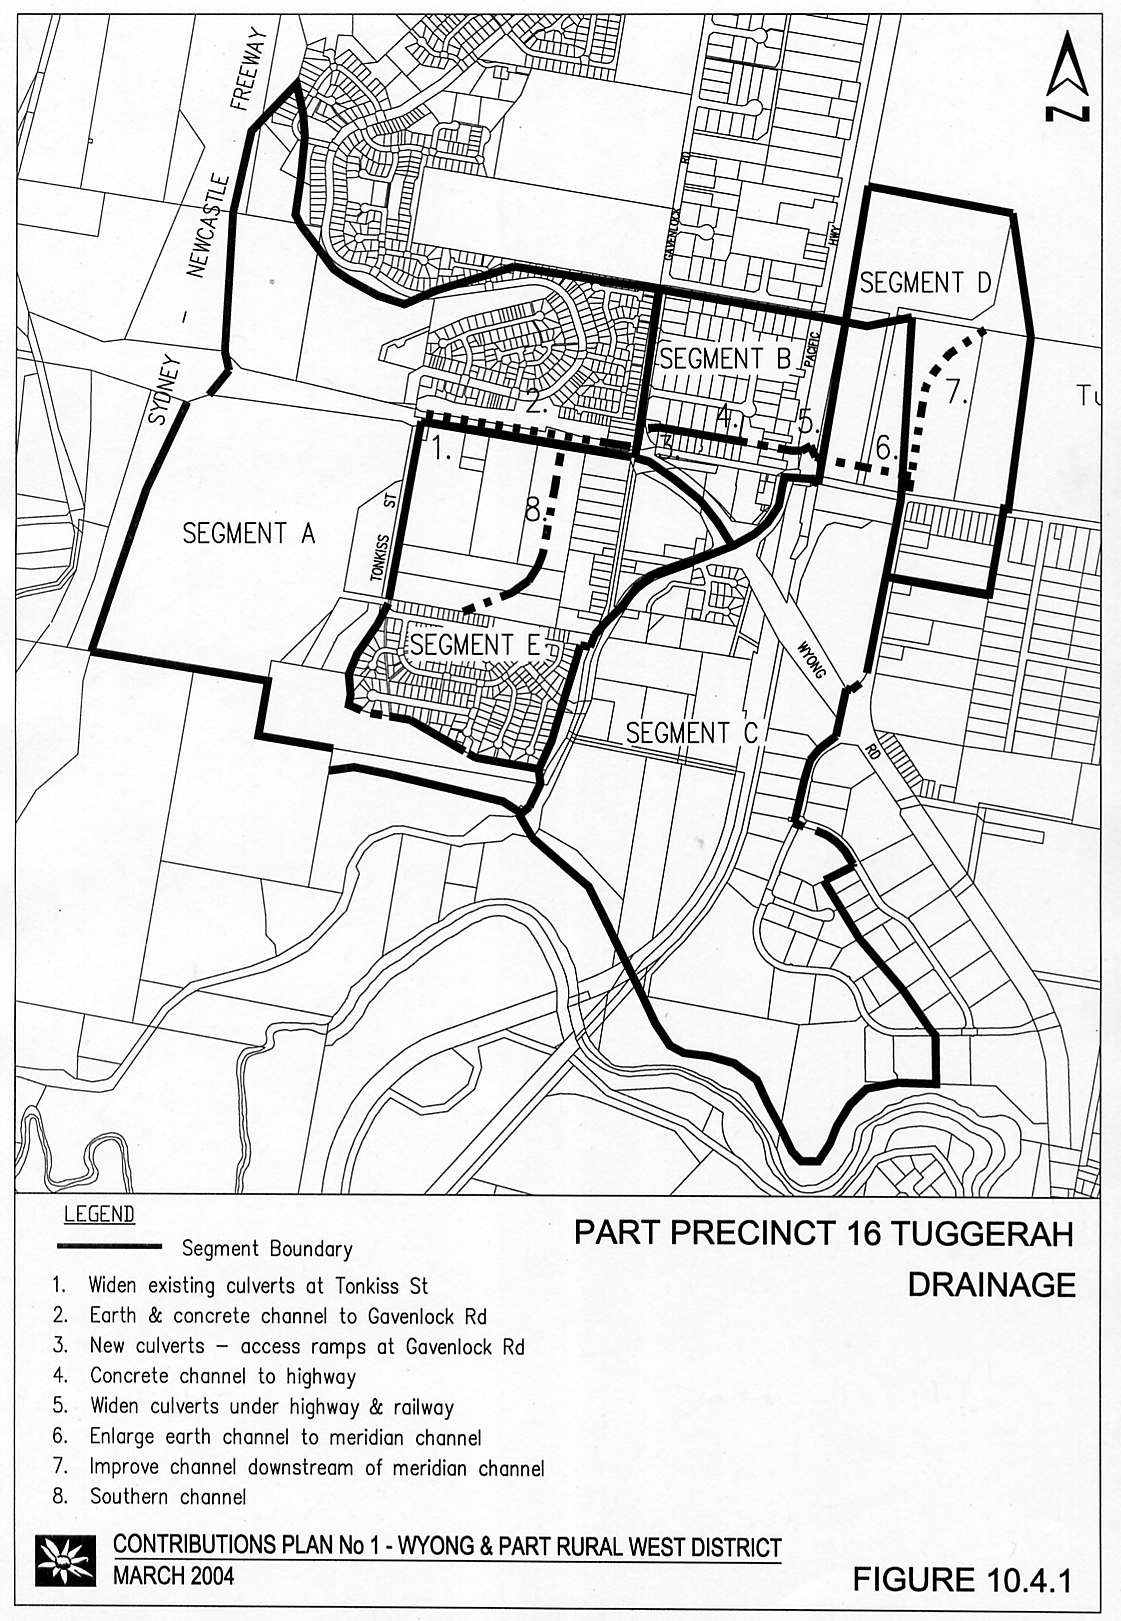 FREEWAY
NEWCASTLE
-
SYDNEY
N
RD
GAVENLOCK
HWY
PACIFIC
SEGMENT D
SEGMENT B
2.
4.
5.
7.
1.
3.
6.
8.
SEGMENT A
ST
TONKISS
SEGMENT E
WYONG
RD
SEGMENT C
LEGEND
Segment Boundary
1. Widen existing culverts at Tonkiss St
2. Earth & concrete channel to Gavenlock Rd
3. New culverts – access ramps at Gavenlock Rd
4. Concrete channel to highway
5. Widen culverts under highway & railway
6. Enlarge earth channel to meridian channel
7. Improve channel downstream of meridian channel
8. Southern channel
PART PRECINCT 16 TUGGERAH
DRAINAGE
CONTRIBUTIONS PLAN No 1 - WYONG & PART RURAL WEST DISTRICT
MARCH 2004
FIGURE 10.4.1